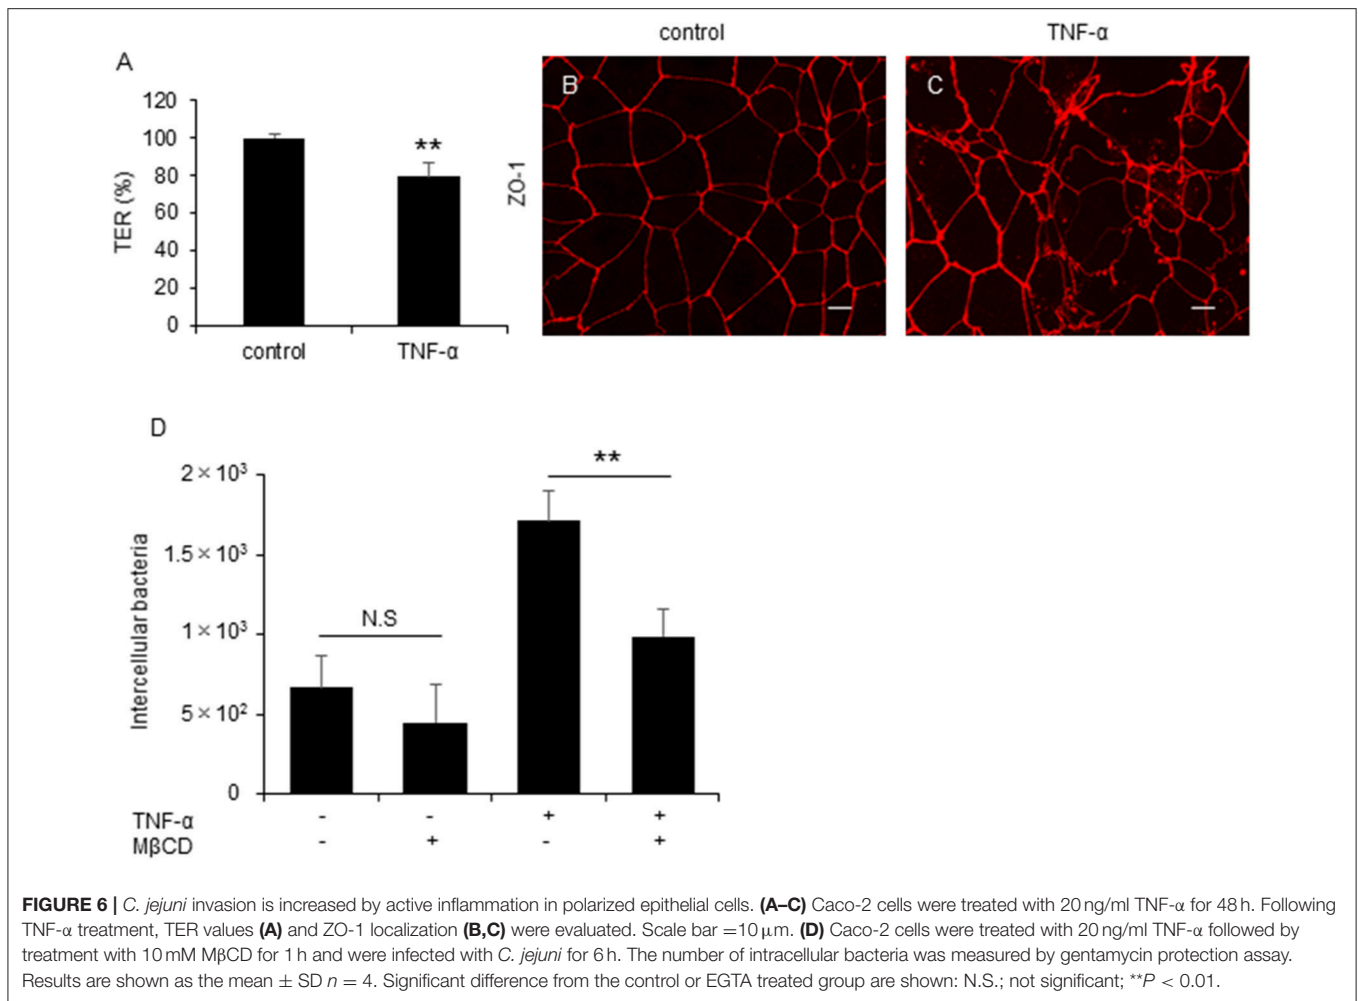 control
TNF-α
A
B
C
120
100
80
60
40
20
0
TER (%)
**
control
TNF-α
ZO-1
D
2 × 10³
1.5 × 10³
1 × 10³
5 × 10²
0
Intercellular bacteria
N.S
**
TNF-α - - + +
MβCD - + - +
FIGURE 6 | C. jejuni invasion is increased by active inflammation in polarized epithelial cells. (A–C) Caco-2 cells were treated with 20 ng/ml TNF-α for 48 h. Following
TNF-α treatment, TER values (A) and ZO-1 localization (B,C) were evaluated. Scale bar =10 μm. (D) Caco-2 cells were treated with 20 ng/ml TNF-α followed by
treatment with 10 mM MβCD for 1 h and were infected with C. jejuni for 6 h. The number of intracellular bacteria was measured by gentamycin protection assay.
Results are shown as the mean ± SD n = 4. Significant difference from the control or EGTA treated group are shown: N.S.; not significant; **P < 0.01.